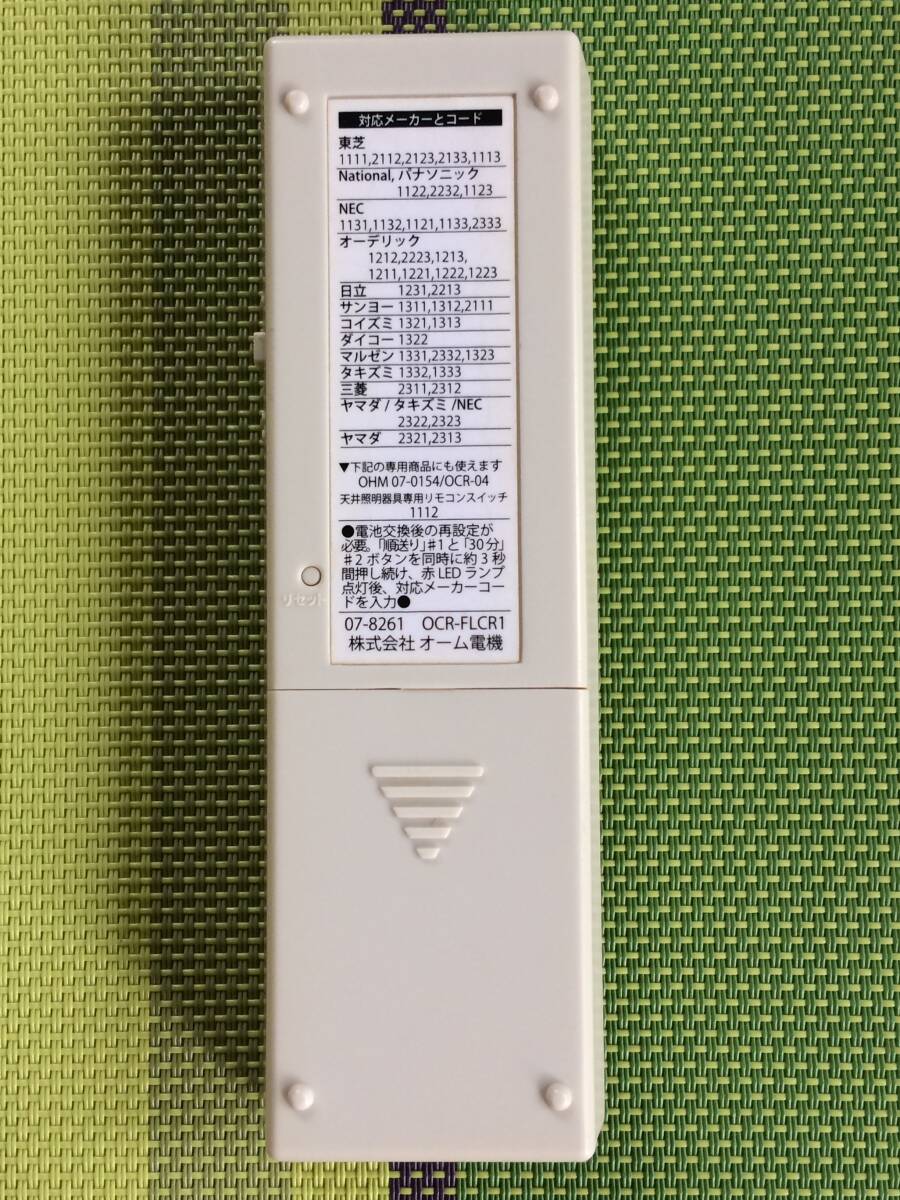 対応メーカーとコード
東芝
1111,2112,2123,2133,1113
National, パナソニック
1122,2232,1123
NEC
1131,1132,1121,1133,2333
オーデリック
1212,2223,1213,
1211,1221,1222,1223
日立 1231,2213
サンヨー 1311,1312,2111
コイズミ 1321,1313
ダイコー 1322
マルゼン 1331,2332,1323
タキズミ 1332,1333
三菱 2311,2312
ヤマダ / タキズミ /NEC
2322,2323
ヤマダ 2321,2313
▼下記の専用商品にも使えます
OHM 07-0154/OCR-04
天井照明器具専用リモコンスイッチ
1112
●電池交換後の再設定が
必要。「順送り」♯1と「30分」
♯2ボタンを同時に約3秒
間押し続け、赤LEDランプ
点灯後、対応メーカーコー
ドを入力●
リセット
07-8261 OCR-FLCR1
株式会社 オーム電機